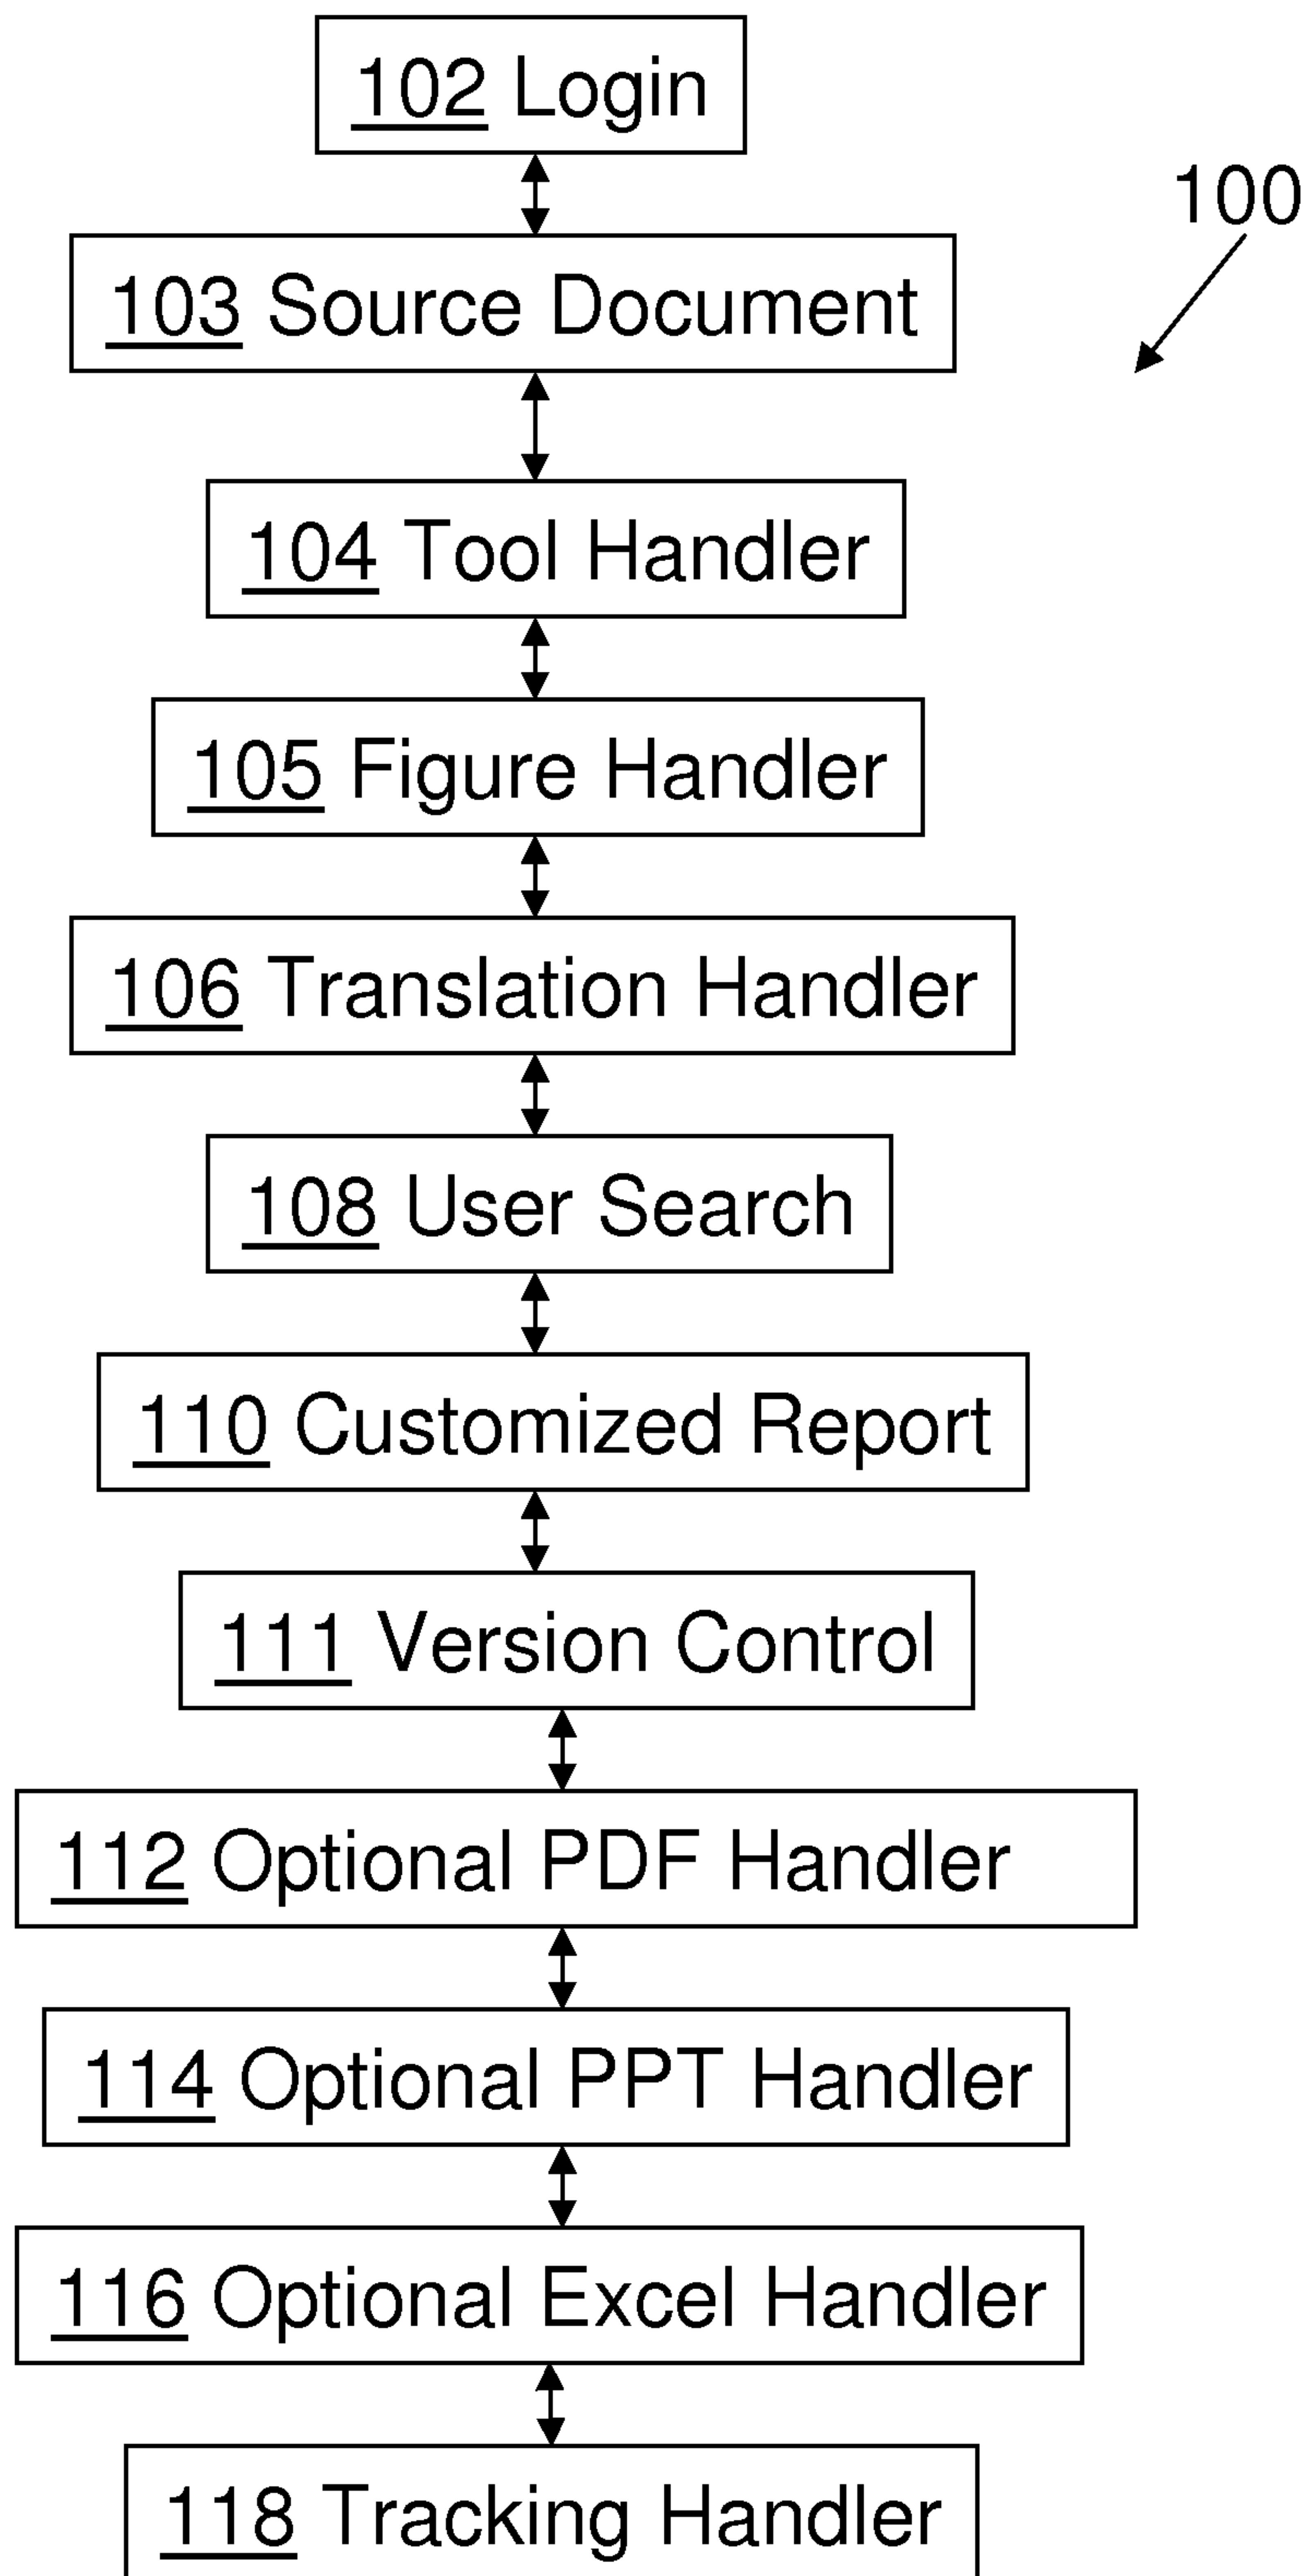 102 Login
100
103 Source Document
104 Tool Handler
105 Figure Handler
106 Translation Handler
108 User Search
110 Customized Report
111 Version Control
112 Optional PDF Handler
114 Optional PPT Handler
116 Optional Excel Handler
118 Tracking Handler